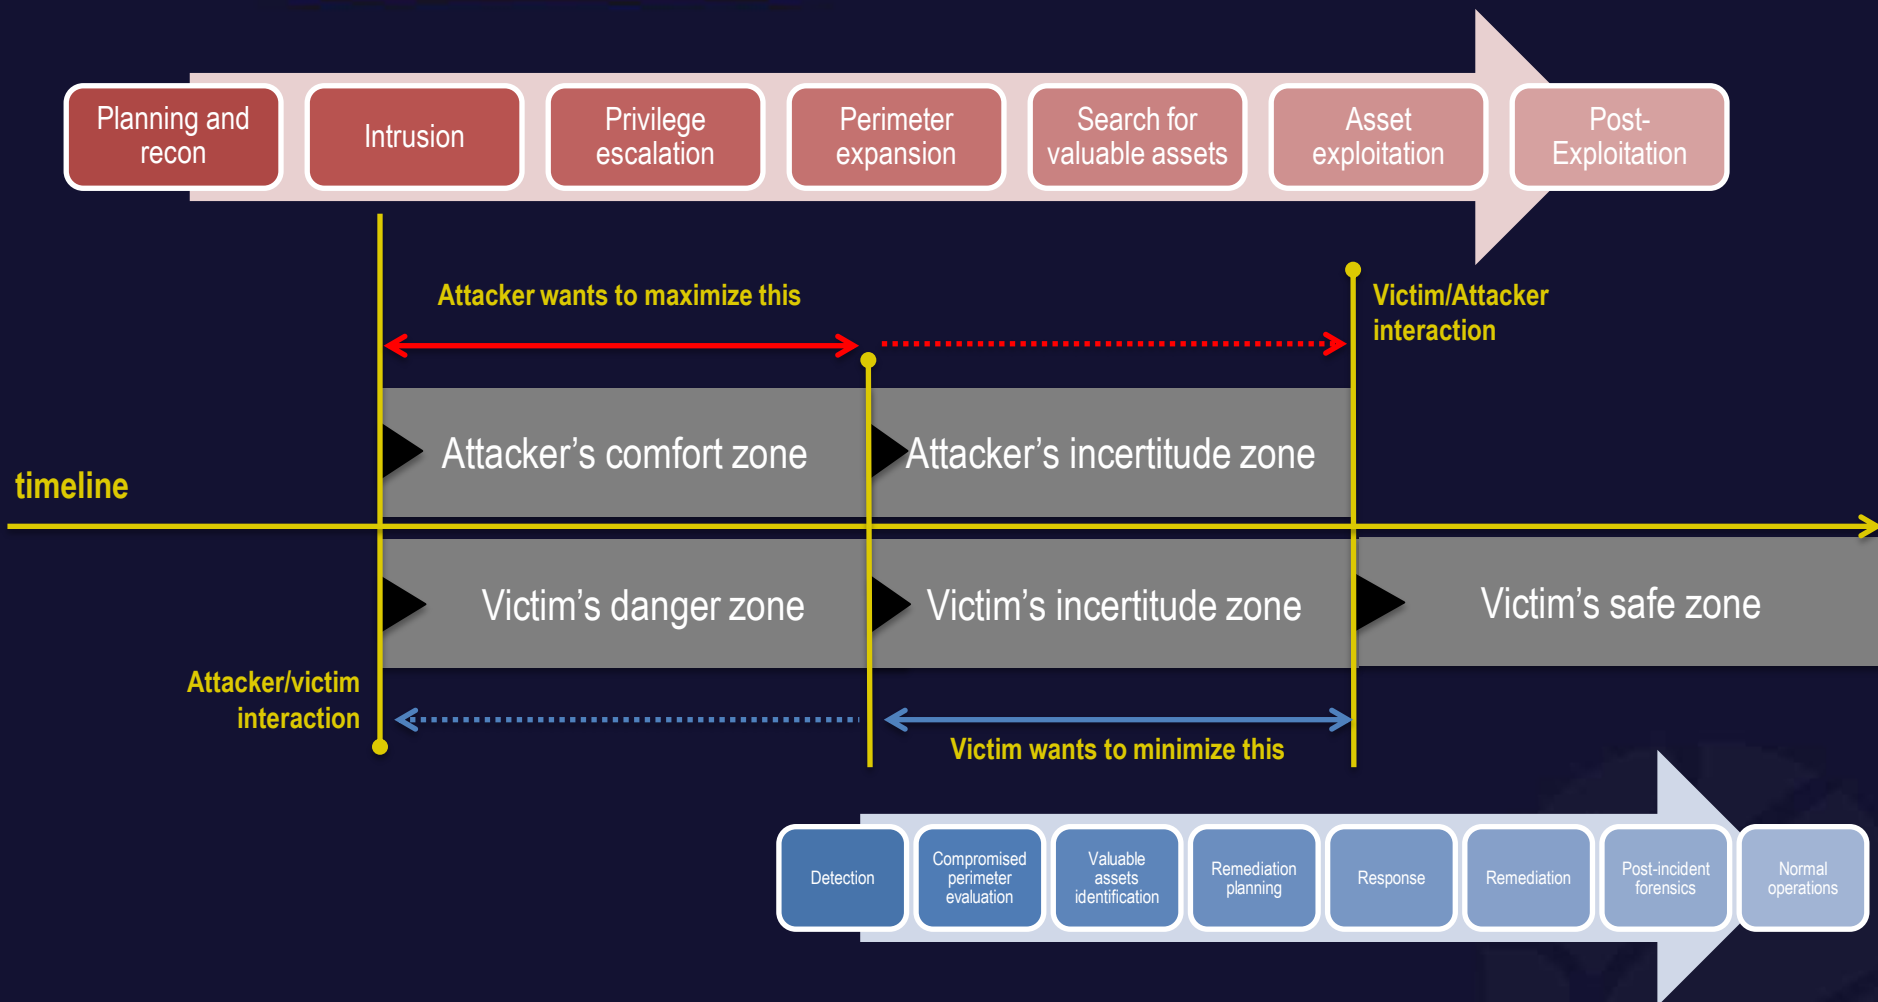 Planning and
recon
Intrusion
Privilege
escalation
Perimeter
expansion
Search for
valuable assets
Asset
exploitation
Post-
Exploitation
Attacker wants to maximize this
Victim/Attacker
interaction
Attacker’s comfort zone
Attacker’s incertitude zone
timeline
Victim’s danger zone
Victim’s incertitude zone
Victim’s safe zone
Attacker/victim
interaction
Victim wants to minimize this
Detection
Compromised
perimeter
evaluation
Valuable
assets
identification
Remediation
planning
Response
Remediation
Post-incident
forensics
Normal
operations